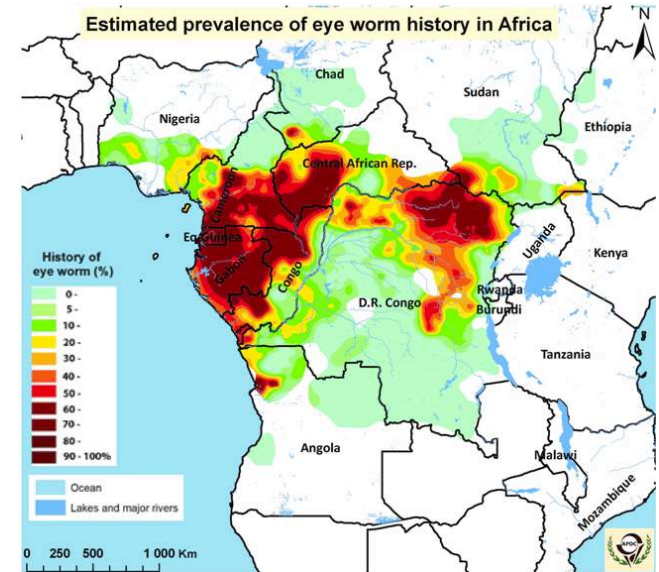 Estimated prevalence of eye worm history in Africa
N
Chad
Sudan
Nigeria
Ethiopia
Central African Rep.
Cameroon
Eq.Guinea
Gabon
Congo
Uganda
Kenya
D.R. Congo
Rwanda
Burundi
Tanzania
Angola
Malawi
Mozambique
History of
eye worm (%)
0 -
5 -
10 -
20 -
30 -
40 -
50 -
60 -
70 -
80 -
90 - 100%
Ocean
Lakes and major rivers
0 250 500 1 000 Km
APOC